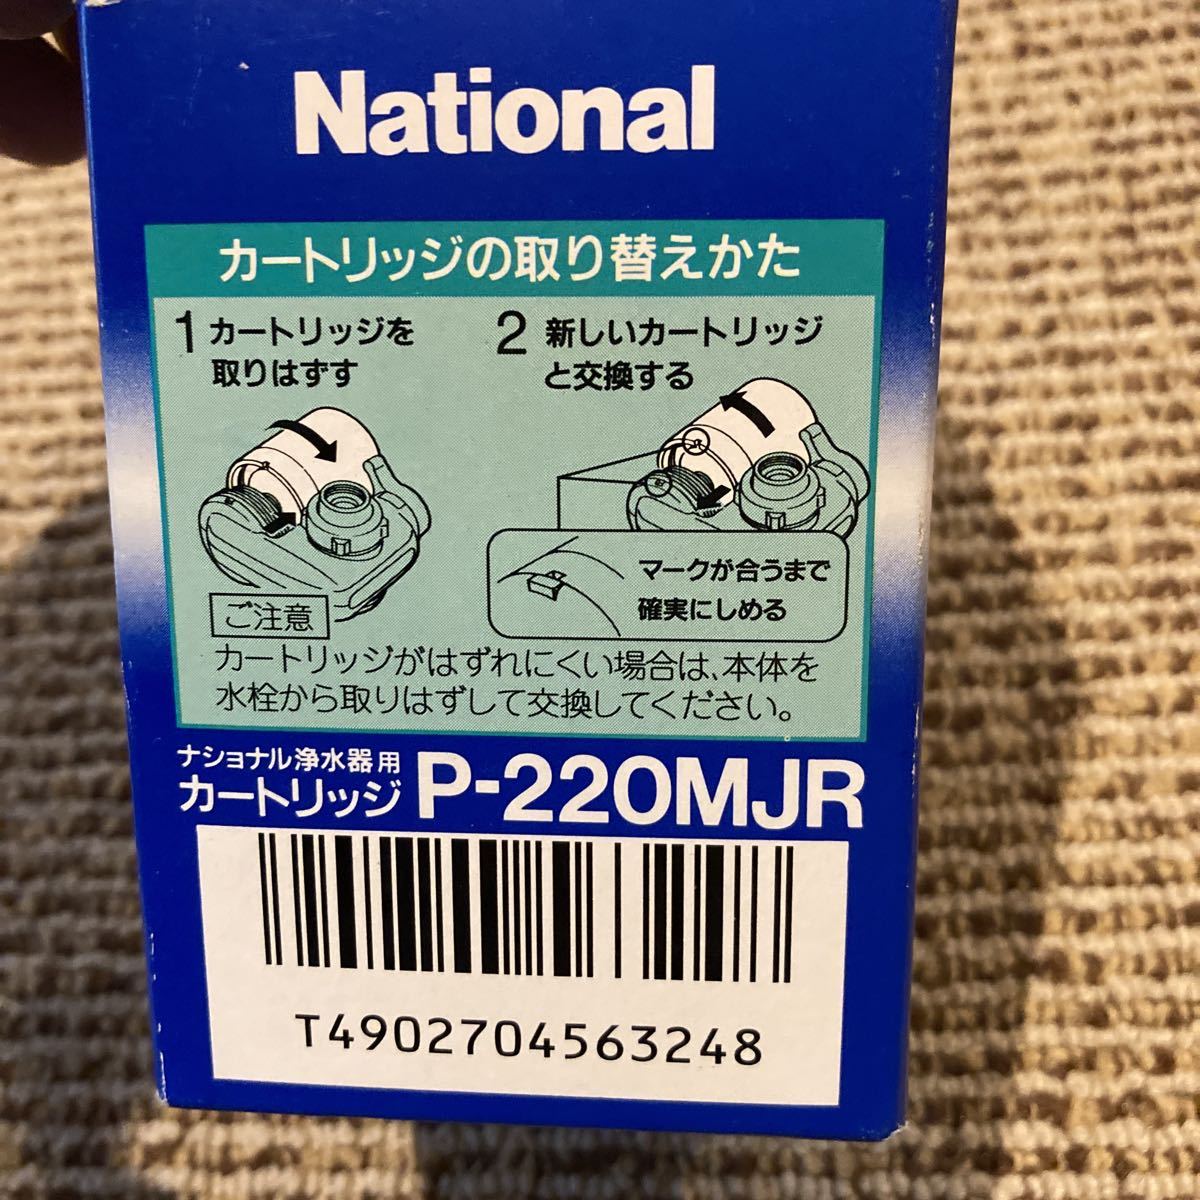 National
カートリッジの取り替えかた
1 カートリッジを
取りはずす
2 新しいカートリッジ
と交換する
マークが合うまで
確実にしめる
ご注意
カートリッジがはずれにくい場合は、本体を
水栓から取りはずして交換してください。
ナショナル浄水器用
カートリッジ P-220MJR
T4902704563248